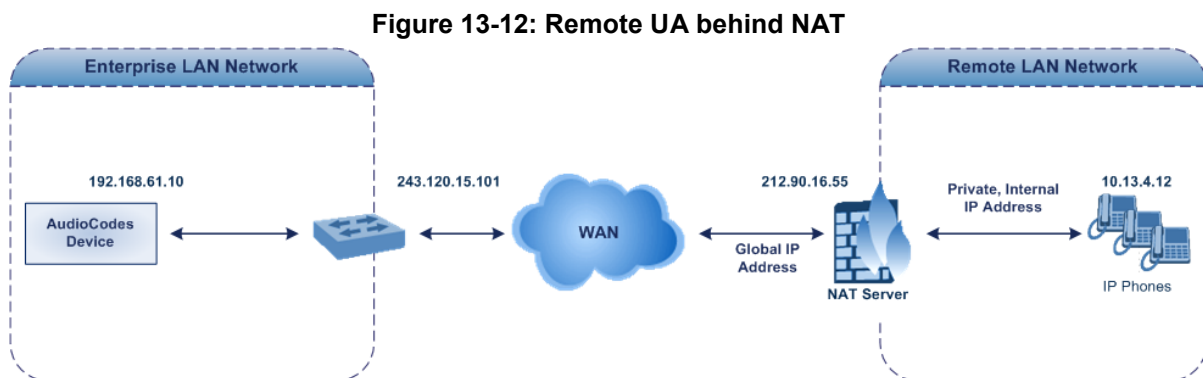 Figure 13-12: Remote UA behind NAT
Enterprise LAN Network
Remote LAN Network
192.168.61.10
243.120.15.101
212.90.16.55
Private, Internal
IP Address
10.13.4.12
AudioCodes
Device
WAN
Global IP
Address
NAT Server
IP Phones